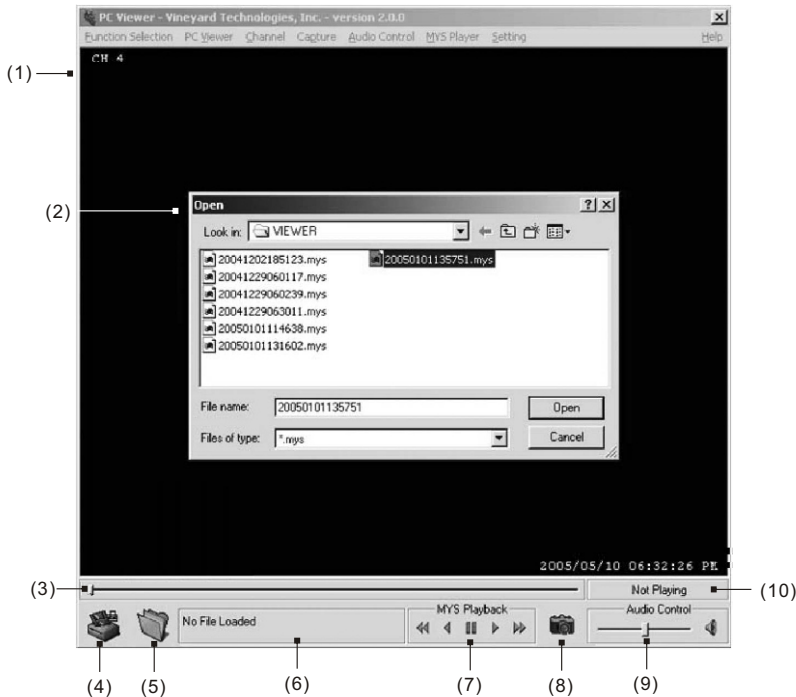 PC Viewer - Vineyard Technologies, Inc. - version 2.0.0
Function Selection PC Viewer Channel Capture Audio Control MYS Player Setting Help
CH 4
(1)
(2)
Open
Look in: VIEWER
20041202185123.mys 20050101135751.mys
20041229060117.mys
20041229060239.mys
20041229063011.mys
20050101114638.mys
20050101131602.mys
File name: 20050101135751 Open
Files of type: *.mys Cancel
2005/05/10 06:32:26 PM
(3)
Not Playing
(10)
No File Loaded
MYS Playback
Audio Control
(4) (5) (6) (7) (8) (9)